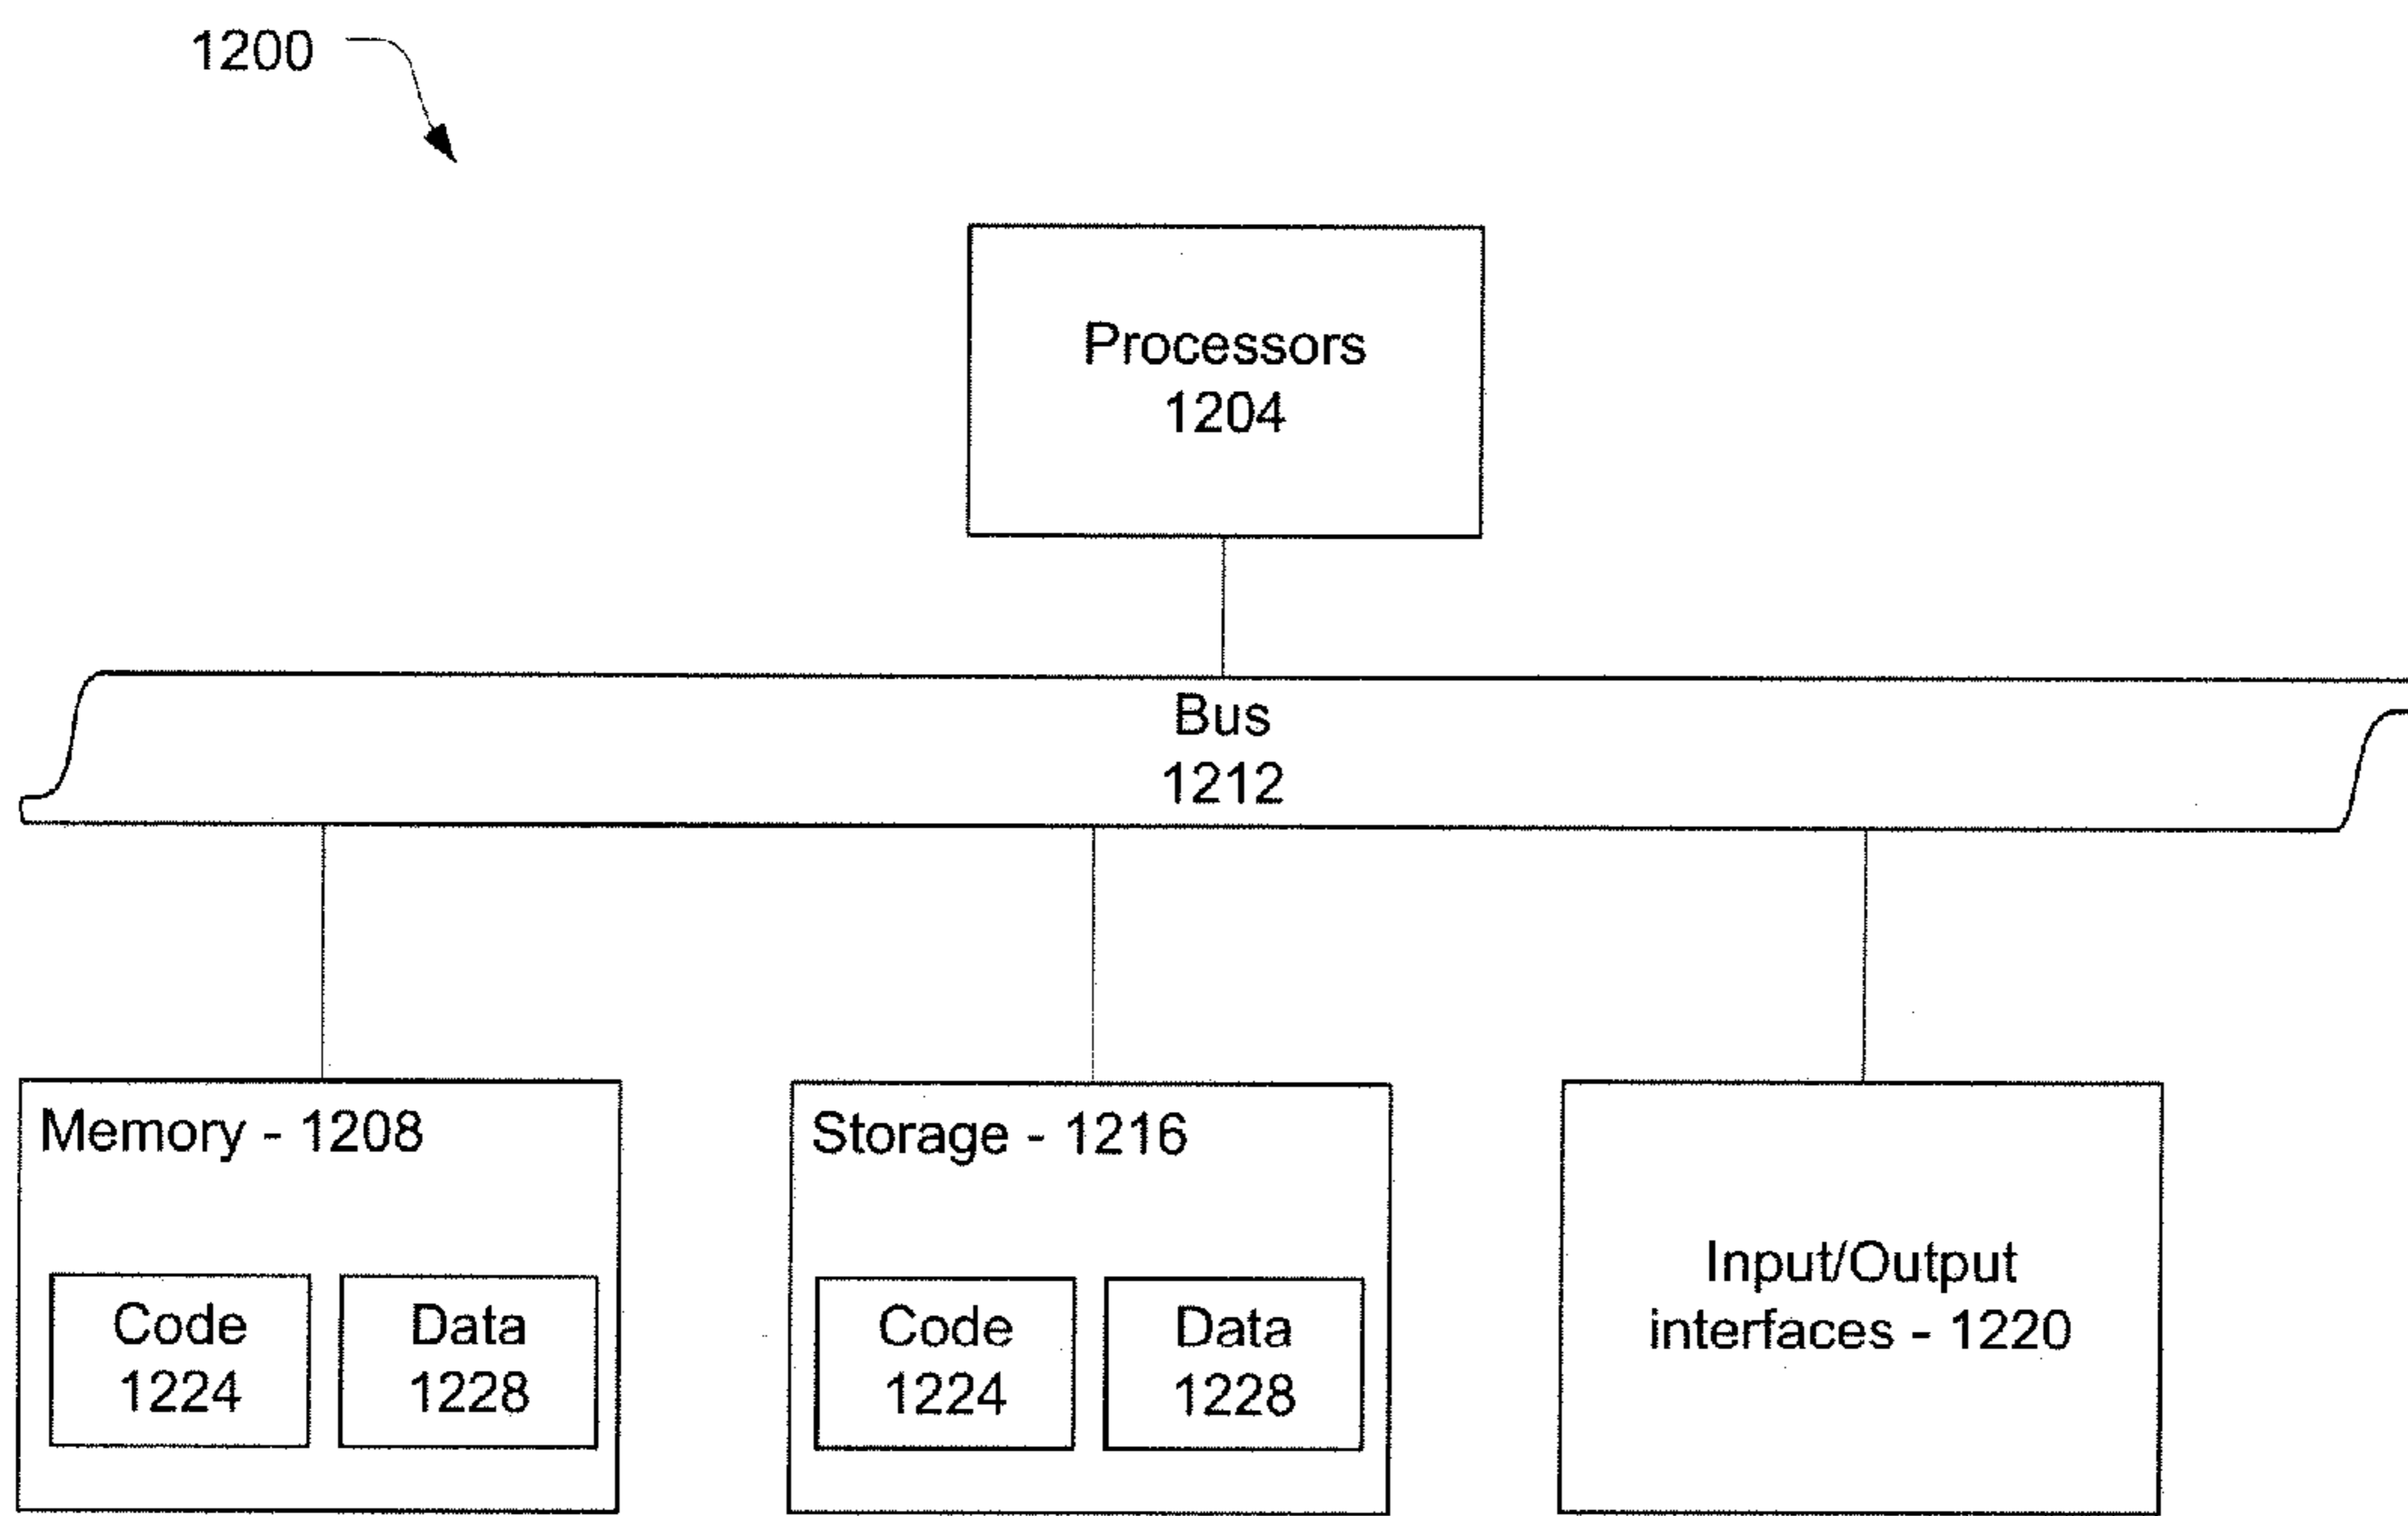 1200
Processors
1204
Bus
1212
Memory - 1208
Code
1224
Data
1228
Storage - 1216
Code
1224
Data
1228
Input/Output
interfaces - 1220